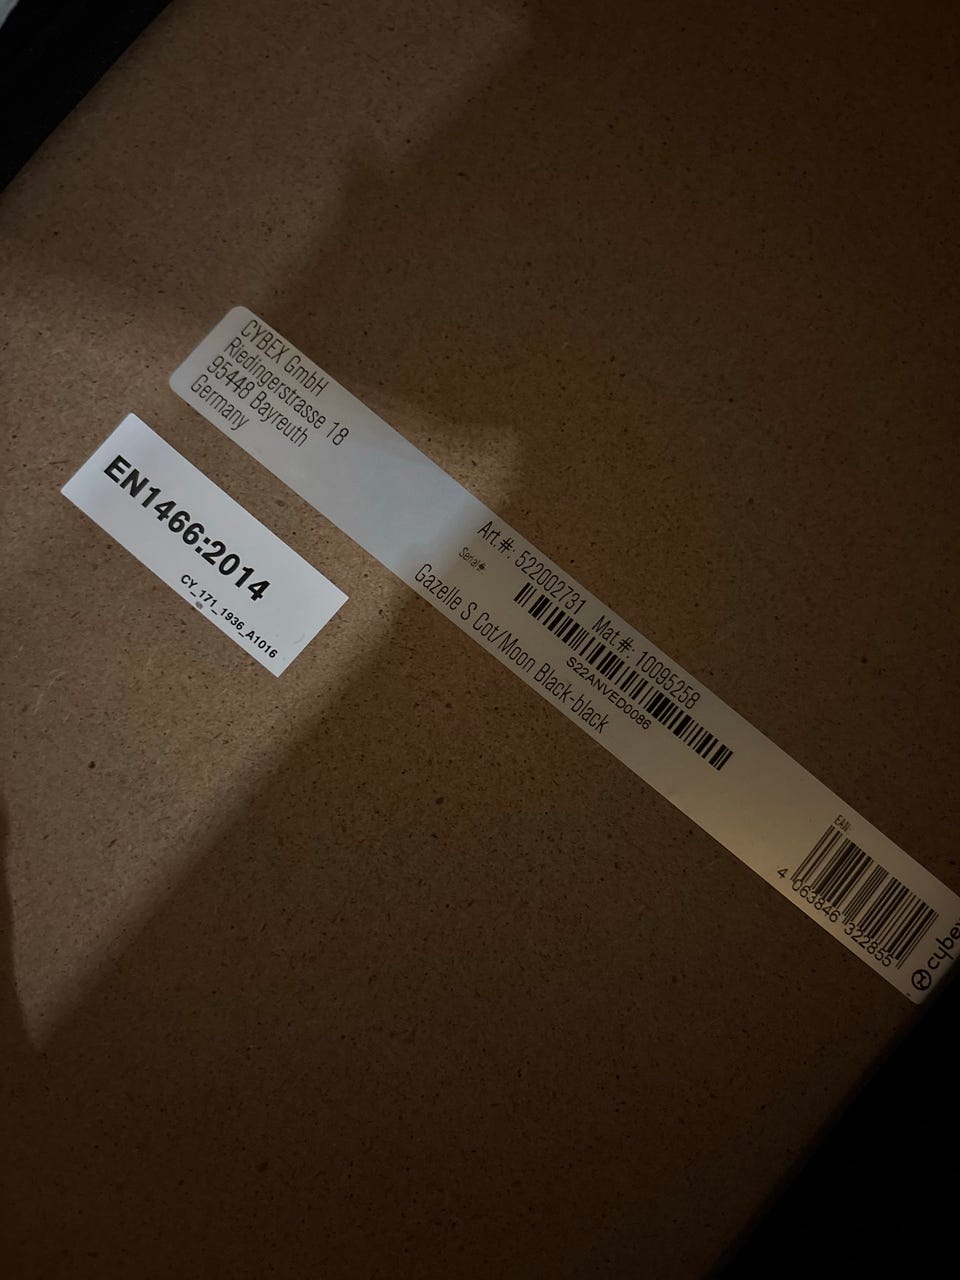 CYBEX GmbH
Riedingerstrasse 18
95448 Bayreuth
Germany
EN1466:2014
CY_171_1936_A1016
Art.#: 522002731 Mat.#: 10095258
Serial#:
S22ANVED0086
Gazelle S Cot/Moon Black-black
EAN
4 063846 322855
cybex